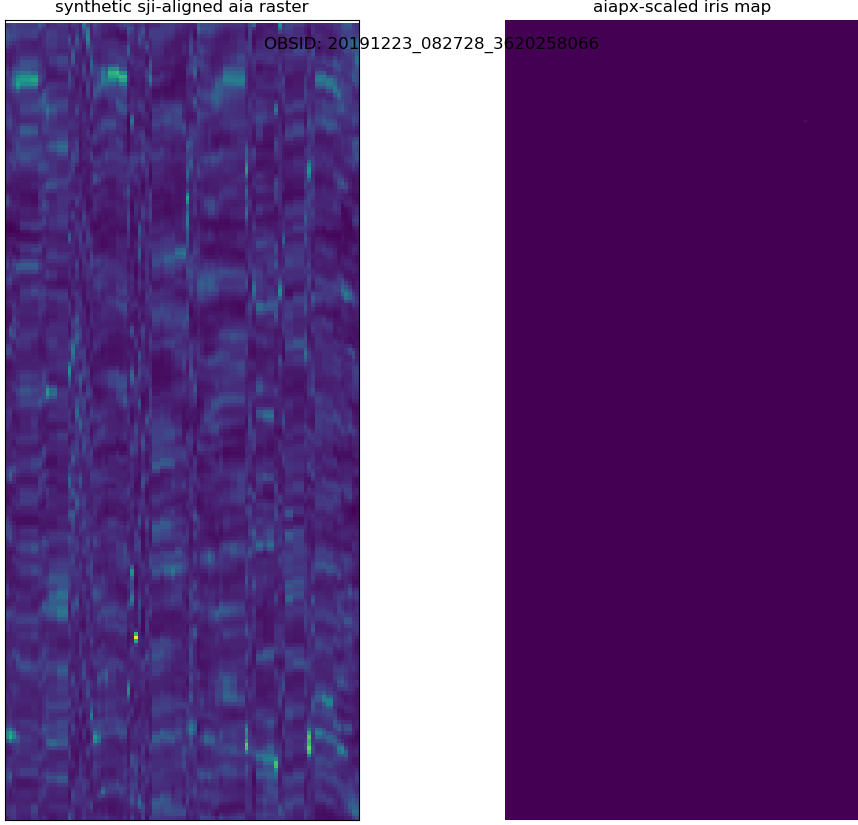 synthetic sji-aligned aia raster
aiapx-scaled iris map
OBSID: 20191223_082728_3620258066